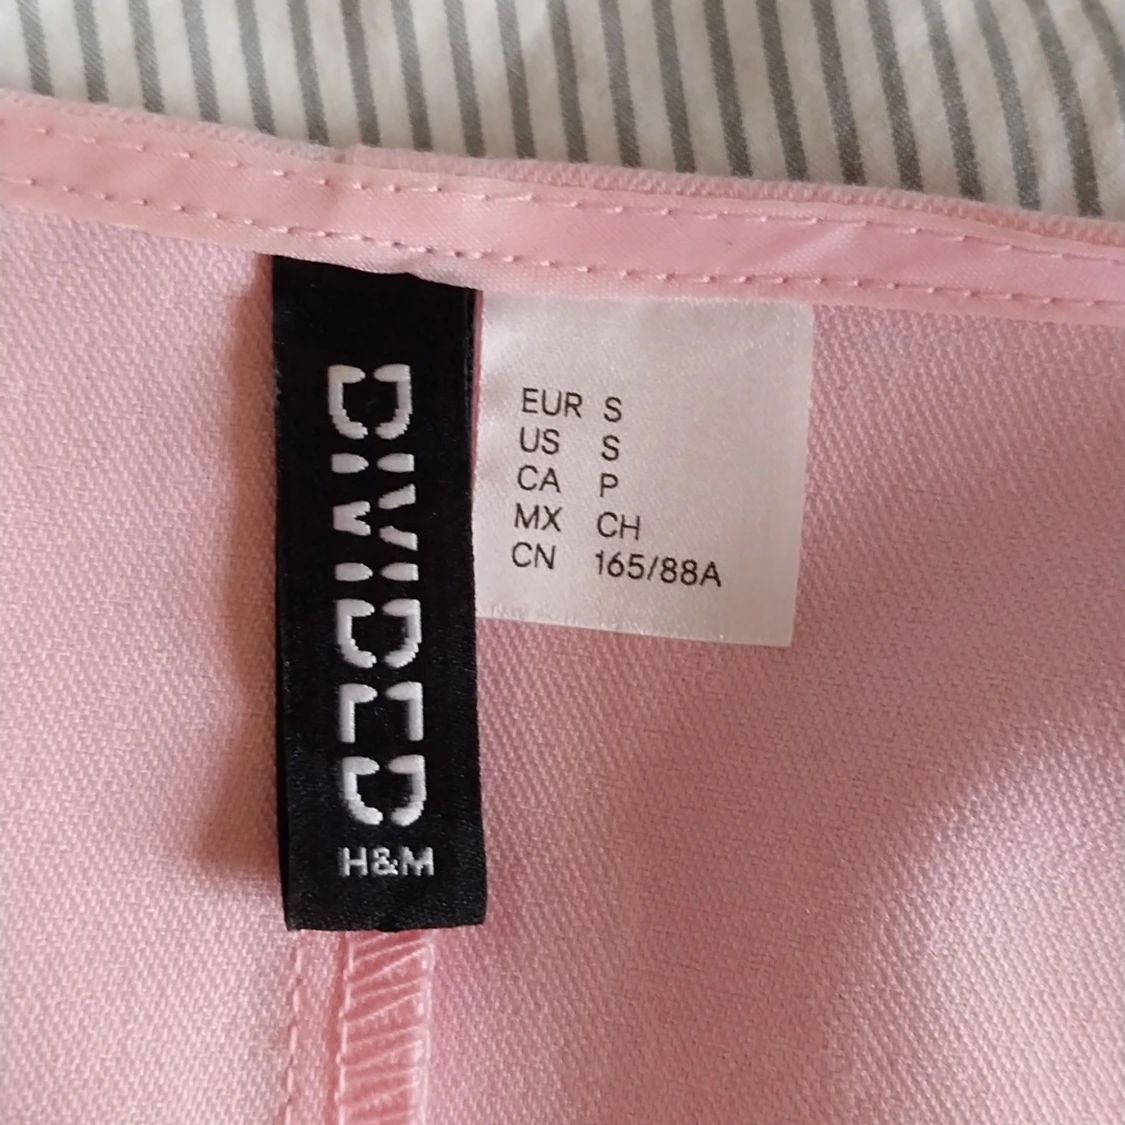 DIVIDED
H&M
EUR S
US S
CA P
MX CH
CN 165/88A